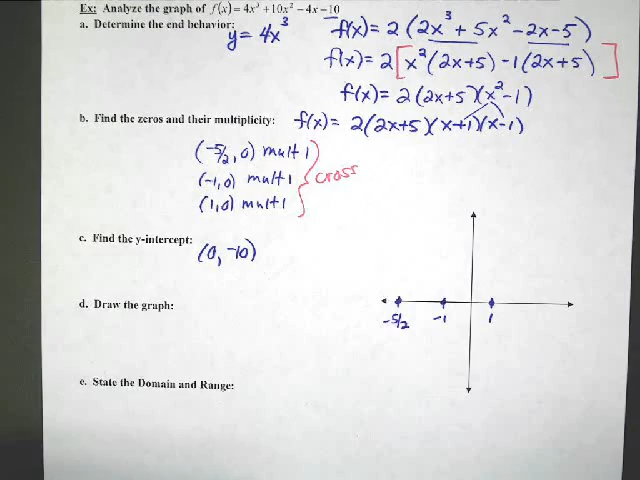 Ex: Analyze the graph of f(x) = 4x³ + 10x² − 4x − 10
a. Determine the end behavior:
y = 4x³
f(x) = 2(2x³ + 5x² − 2x − 5)
f(x) = 2[x²(2x+5) − 1(2x+5)]
f(x) = 2(2x+5)(x² − 1)
b. Find the zeros and their multiplicity:
f(x) = 2(2x+5)(x+1)(x−1)
(−5/2, 0) mult 1
(−1, 0) mult 1
(1, 0) mult 1
cross
c. Find the y-intercept:
(0, −10)
d. Draw the graph:
−5/2 −1 1
e. State the Domain and Range: